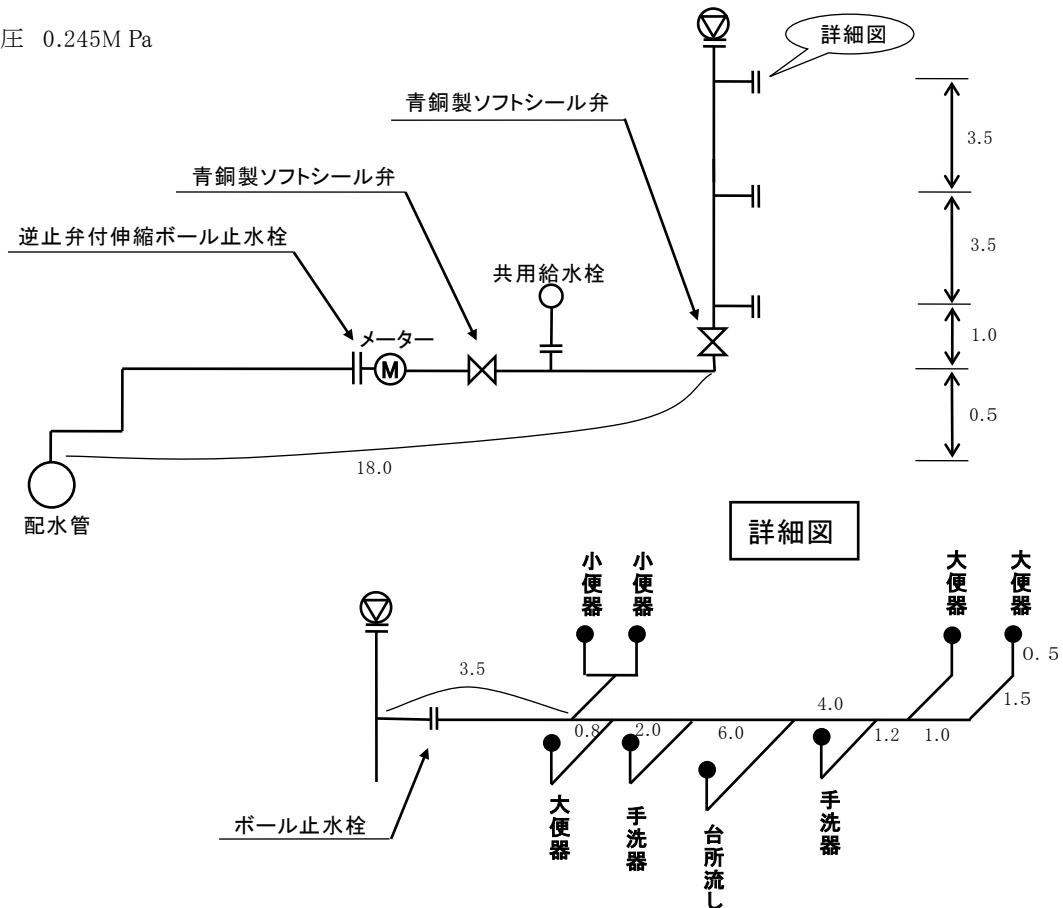 圧 0.245M Pa
詳細図
青銅製ソフトシール弁
3.5
青銅製ソフトシール弁
逆止弁付伸縮ボール止水栓
3.5
共用給水栓
メーター
M
1.0
0.5
18.0
配水管
詳細図
小便器
小便器
大便器
大便器
0.5
3.5
1.5
4.0
0.8
2.0
6.0
1.2
1.0
ボール止水栓
大便器
手洗器
台所流し
手洗器